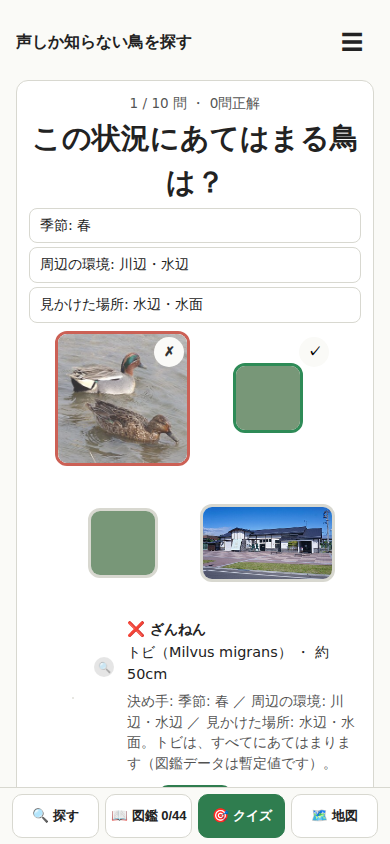 声しか知らない鳥を探す
☰
1 / 10 問 ・ 0問正解
この状況にあてはまる鳥
は？
季節: 春
周辺の環境: 川辺・水辺
見かけた場所: 水辺・水面
✗
✓
❌ ざんねん
トビ（Milvus migrans） ・ 約
50cm
決め手: 季節: 春 ／ 周辺の環境: 川
辺・水辺 ／ 見かけた場所: 水辺・水
面。トビは、すべてにあてはまりま
す（図鑑データは暫定値です）。
🔍 探す
📖 図鑑 0/44
🎯 クイズ
🗺️ 地図